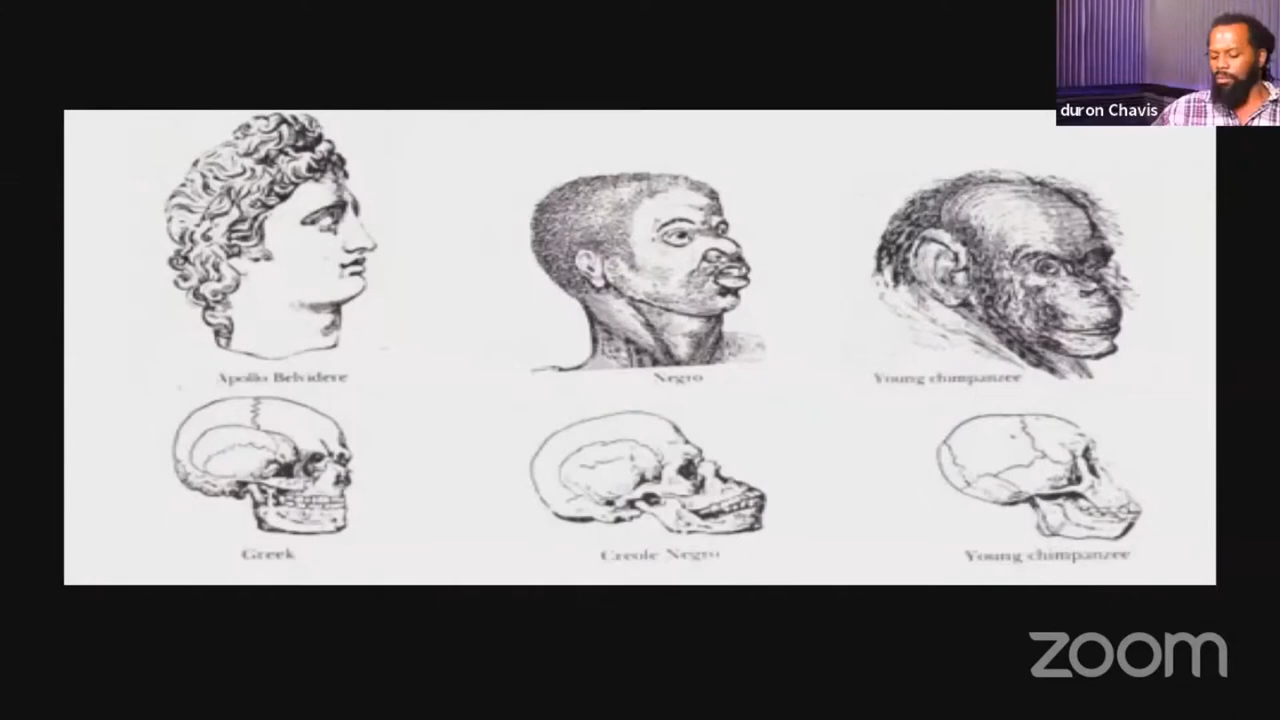 duron Chavis
Apollo Belvidere
Negro
Young chimpanzee
Greek
Creole Negro
Young chimpanzee
zoom